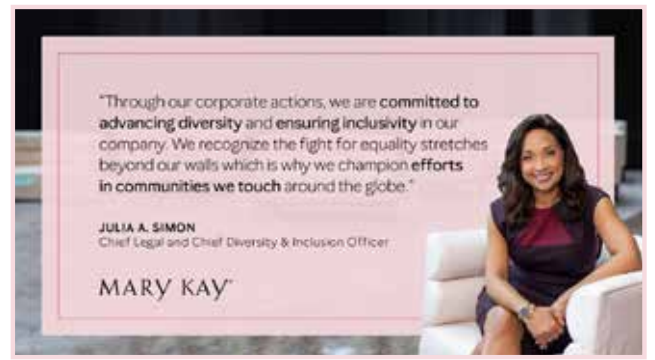 “Through our corporate actions, we are committed to
advancing diversity and ensuring inclusivity in our
company. We recognize the fight for equality stretches
beyond our walls which is why we champion efforts
in communities we touch around the globe.”
JULIA A. SIMON
Chief Legal and Chief Diversity & Inclusion Officer
MARY KAY™